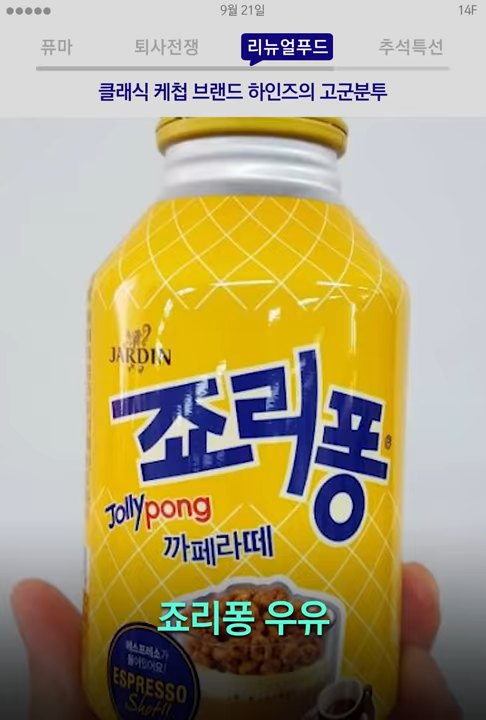 9월 21일
14F
퓨마
퇴사전쟁
리뉴얼푸드
추석특선
클래식 케첩 브랜드 하인즈의 고군분투
JARDIN
죠리퐁
Jollypong
까페라떼
죠리퐁 우유
에스프레소가
들어있어요!
ESPRESSO
Shot!!